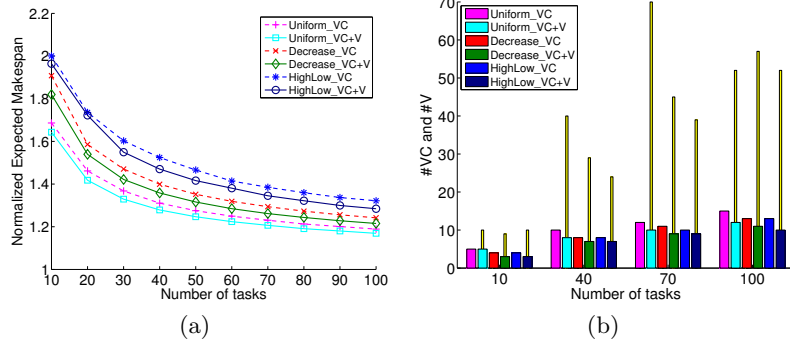 2.2
2
1.8
1.6
1.4
1.2
1
Normalized Expected Makespan
Uniform_VC
Uniform_VC+V
Decrease_VC
Decrease_VC+V
HighLow_VC
HighLow_VC+V
10 20 30 40 50 60 70 80 90 100
Number of tasks
(a)
70
60
50
40
30
20
10
0
#VC and #V
Uniform_VC
Uniform_VC+V
Decrease_VC
Decrease_VC+V
HighLow_VC
HighLow_VC+V
10 40 70 100
Number of tasks
(b)